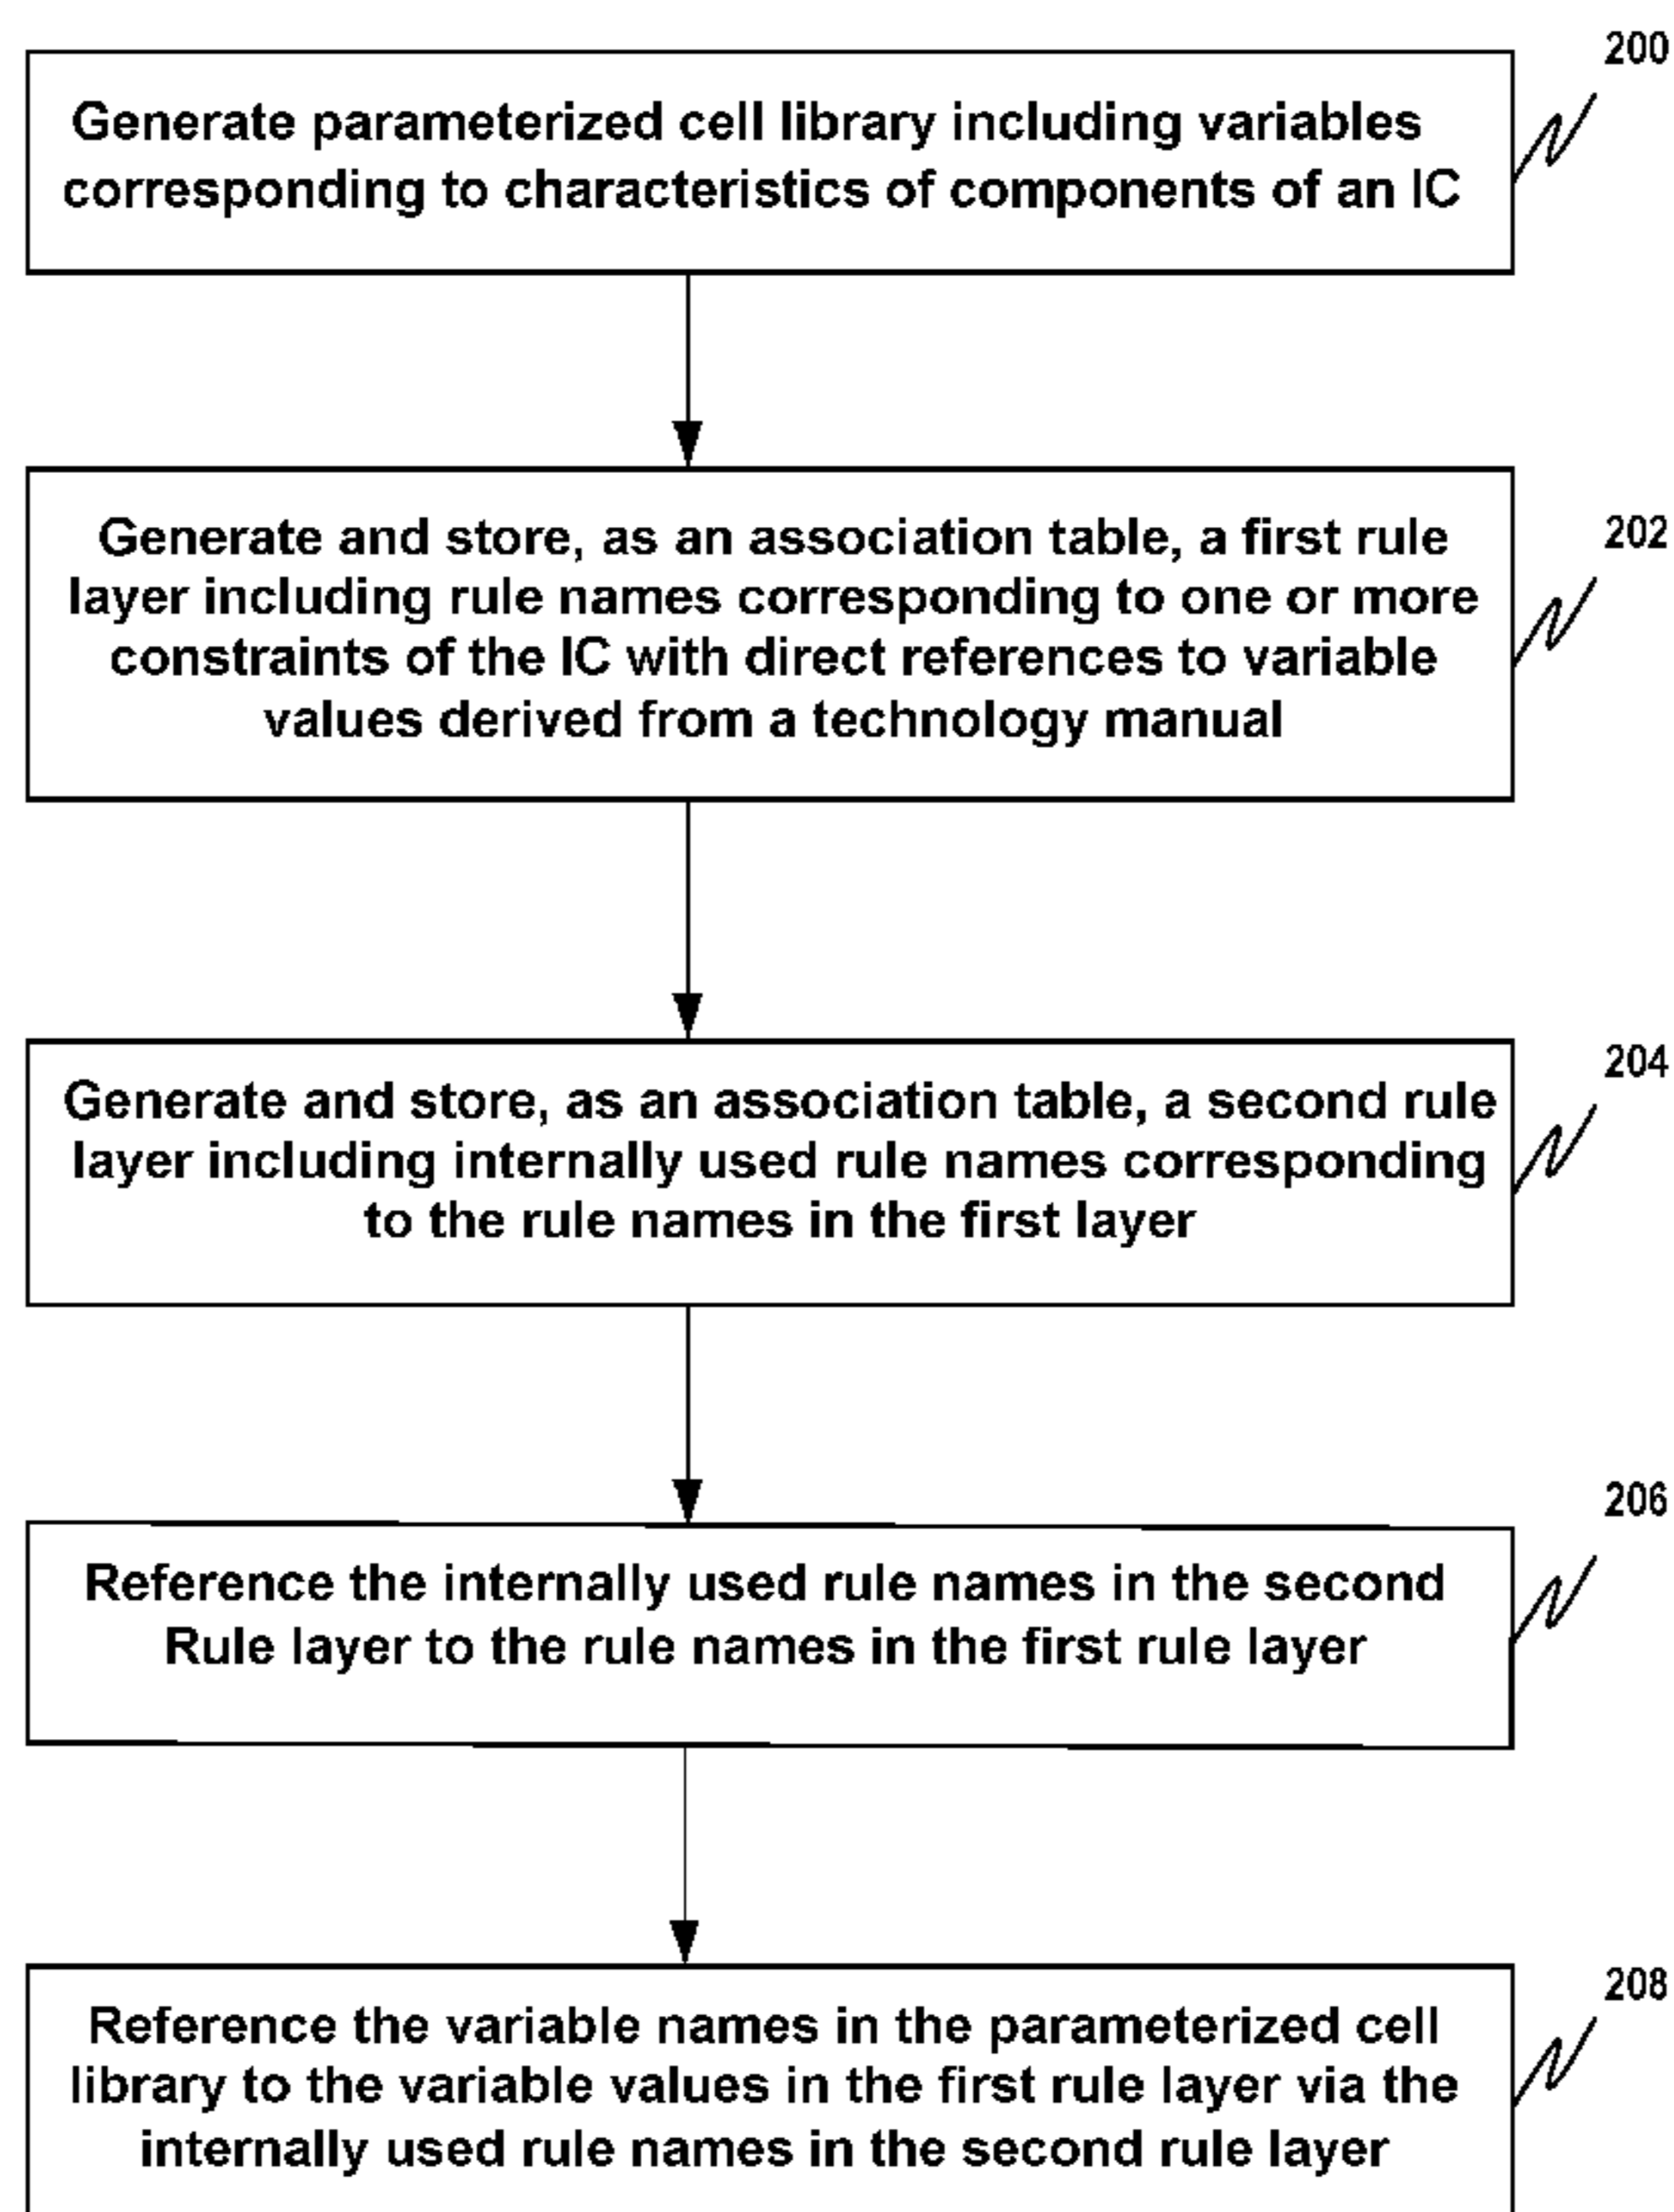 200
Generate parameterized cell library including variables
corresponding to characteristics of components of an IC
202
Generate and store, as an association table, a first rule
layer including rule names corresponding to one or more
constraints of the IC with direct references to variable
values derived from a technology manual
204
Generate and store, as an association table, a second rule
layer including internally used rule names corresponding
to the rule names in the first layer
206
Reference the internally used rule names in the second
Rule layer to the rule names in the first rule layer
208
Reference the variable names in the parameterized cell
library to the variable values in the first rule layer via the
internally used rule names in the second rule layer